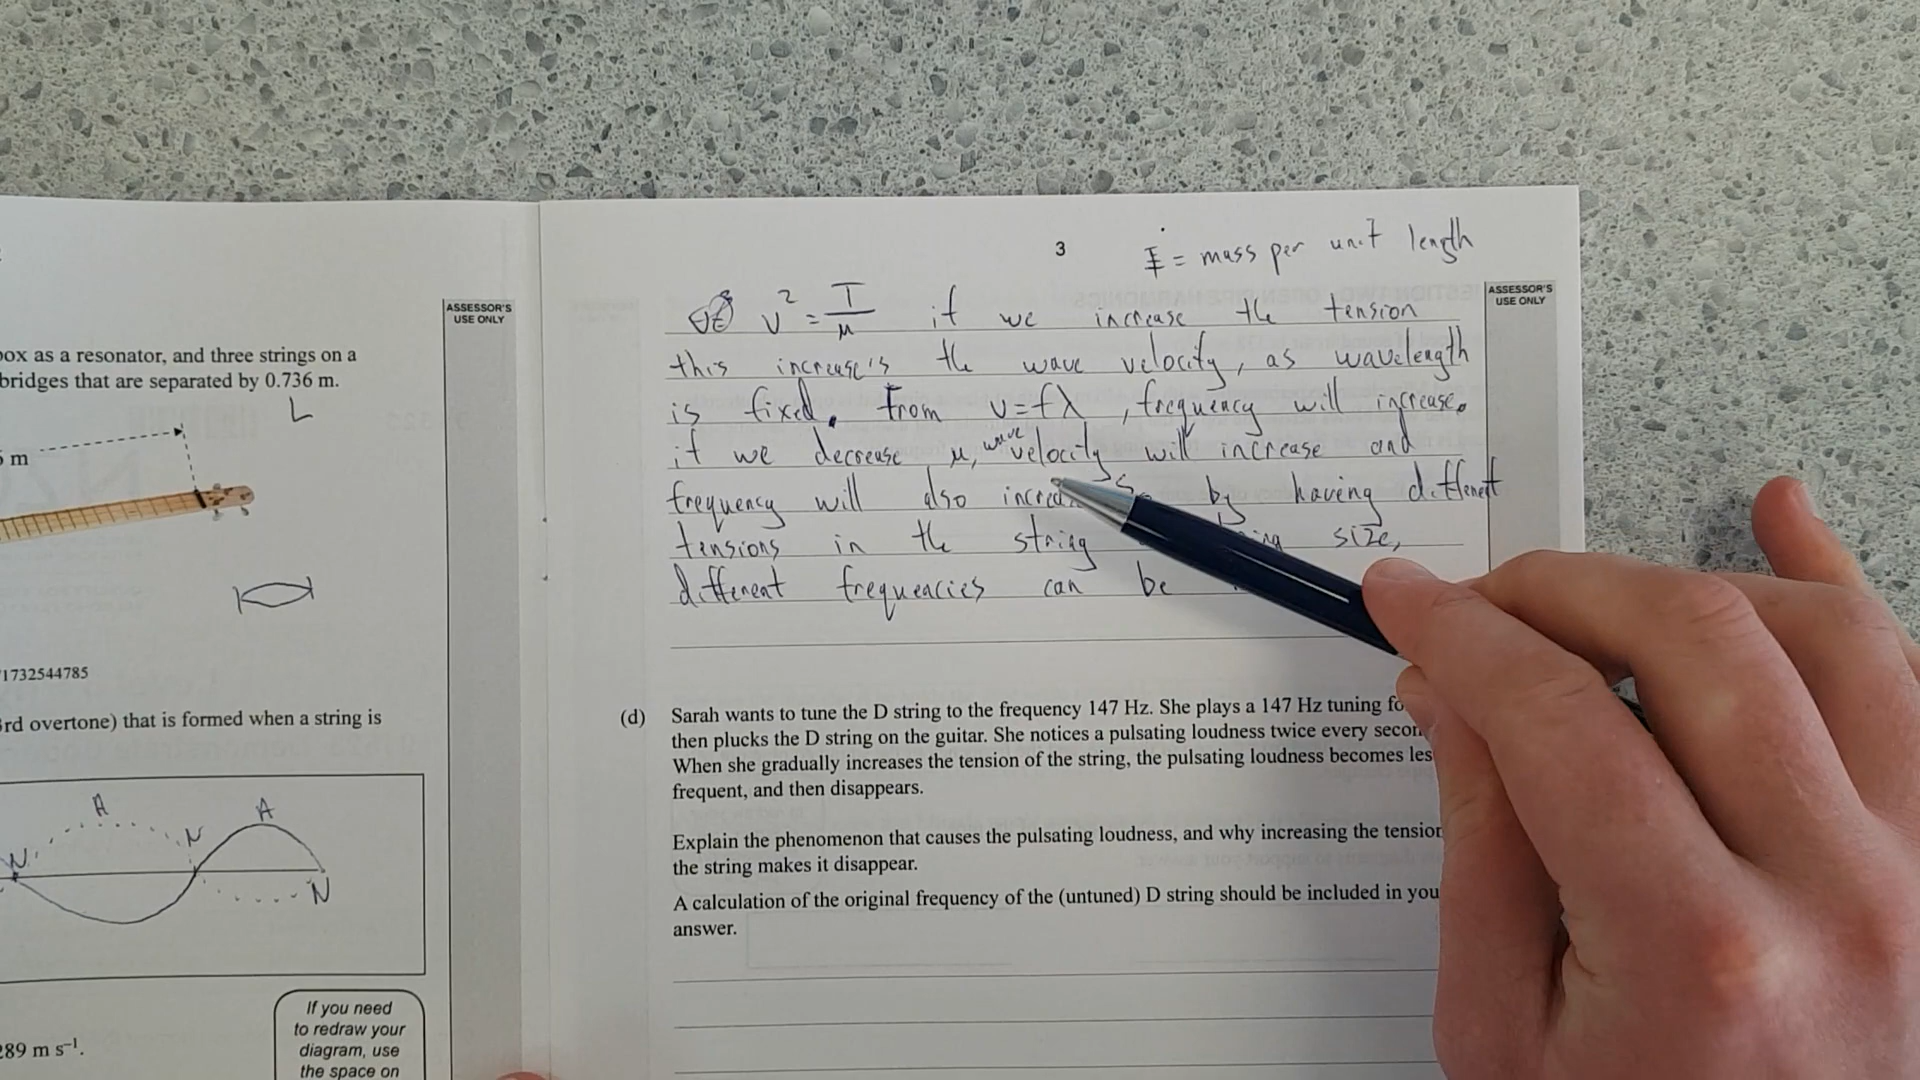 ASSESSOR'S
USE ONLY
box as a resonator, and three strings on a
bridges that are separated by 0.736 m.
L
m
1732544785
3rd overtone) that is formed when a string is
A
A
N
N
N
If you need
to redraw your
diagram, use
the space on
289 m s⁻¹.
3
= mass per unit length
ASSESSOR'S
USE ONLY
v² = T/μ if we increase the tension
this increase's the wave velocity, as wavelength
is fixed. From v=fλ, frequency will increase.
if we decrease μ, wave velocity will increase and
frequency will also by having different
tensions in the string size,
different frequencies can be
(d) Sarah wants to tune the D string to the frequency 147 Hz. She plays a 147 Hz tuning
then plucks the D string on the guitar. She notices a pulsating loudness twice every
When she gradually increases the tension of the string, the pulsating loudness becomes
frequent, and then disappears.
Explain the phenomenon that causes the pulsating loudness, and why increasing the tension
the string makes it disappear.
A calculation of the original frequency of the (untuned) D string should be included in
answer.